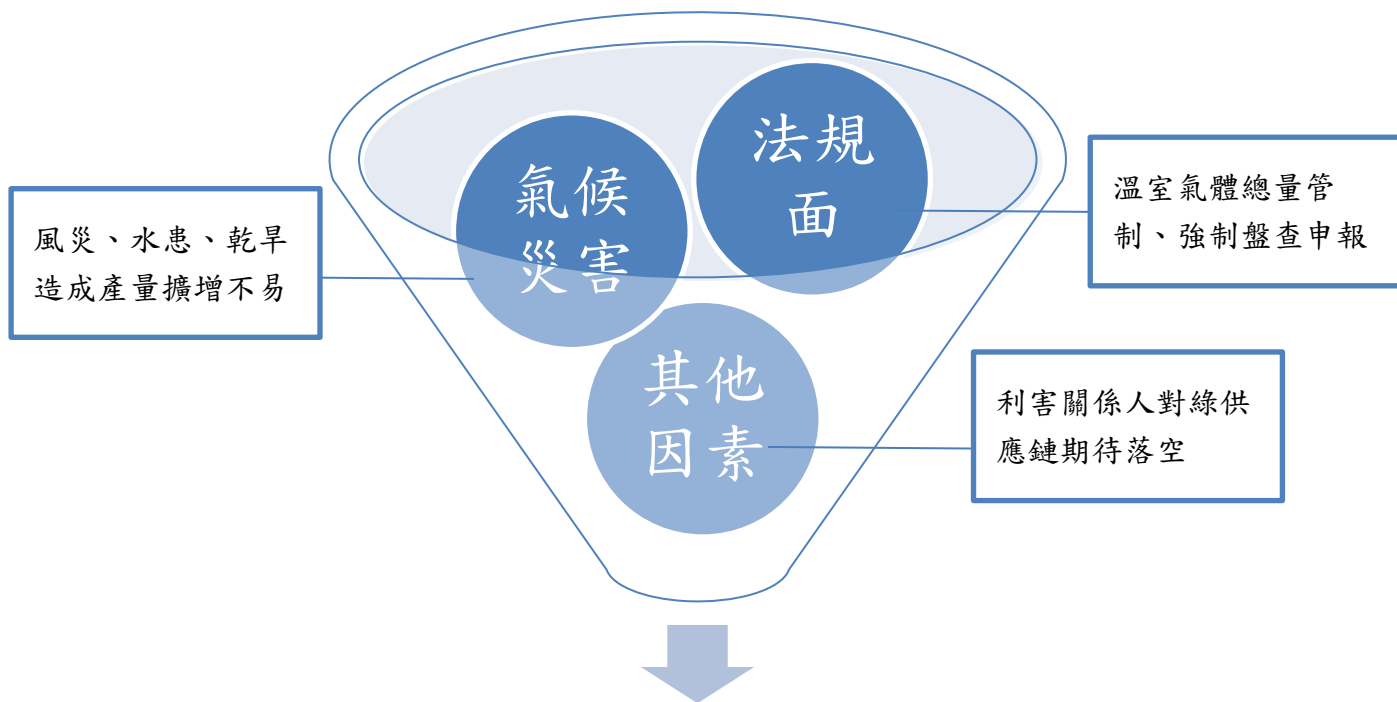 法規
面
氣候
災害
其他
因素
風災、水患、乾旱
造成產量擴增不易
溫室氣體總量管
制、強制盤查申報
利害關係人對綠供
應鏈期待落空